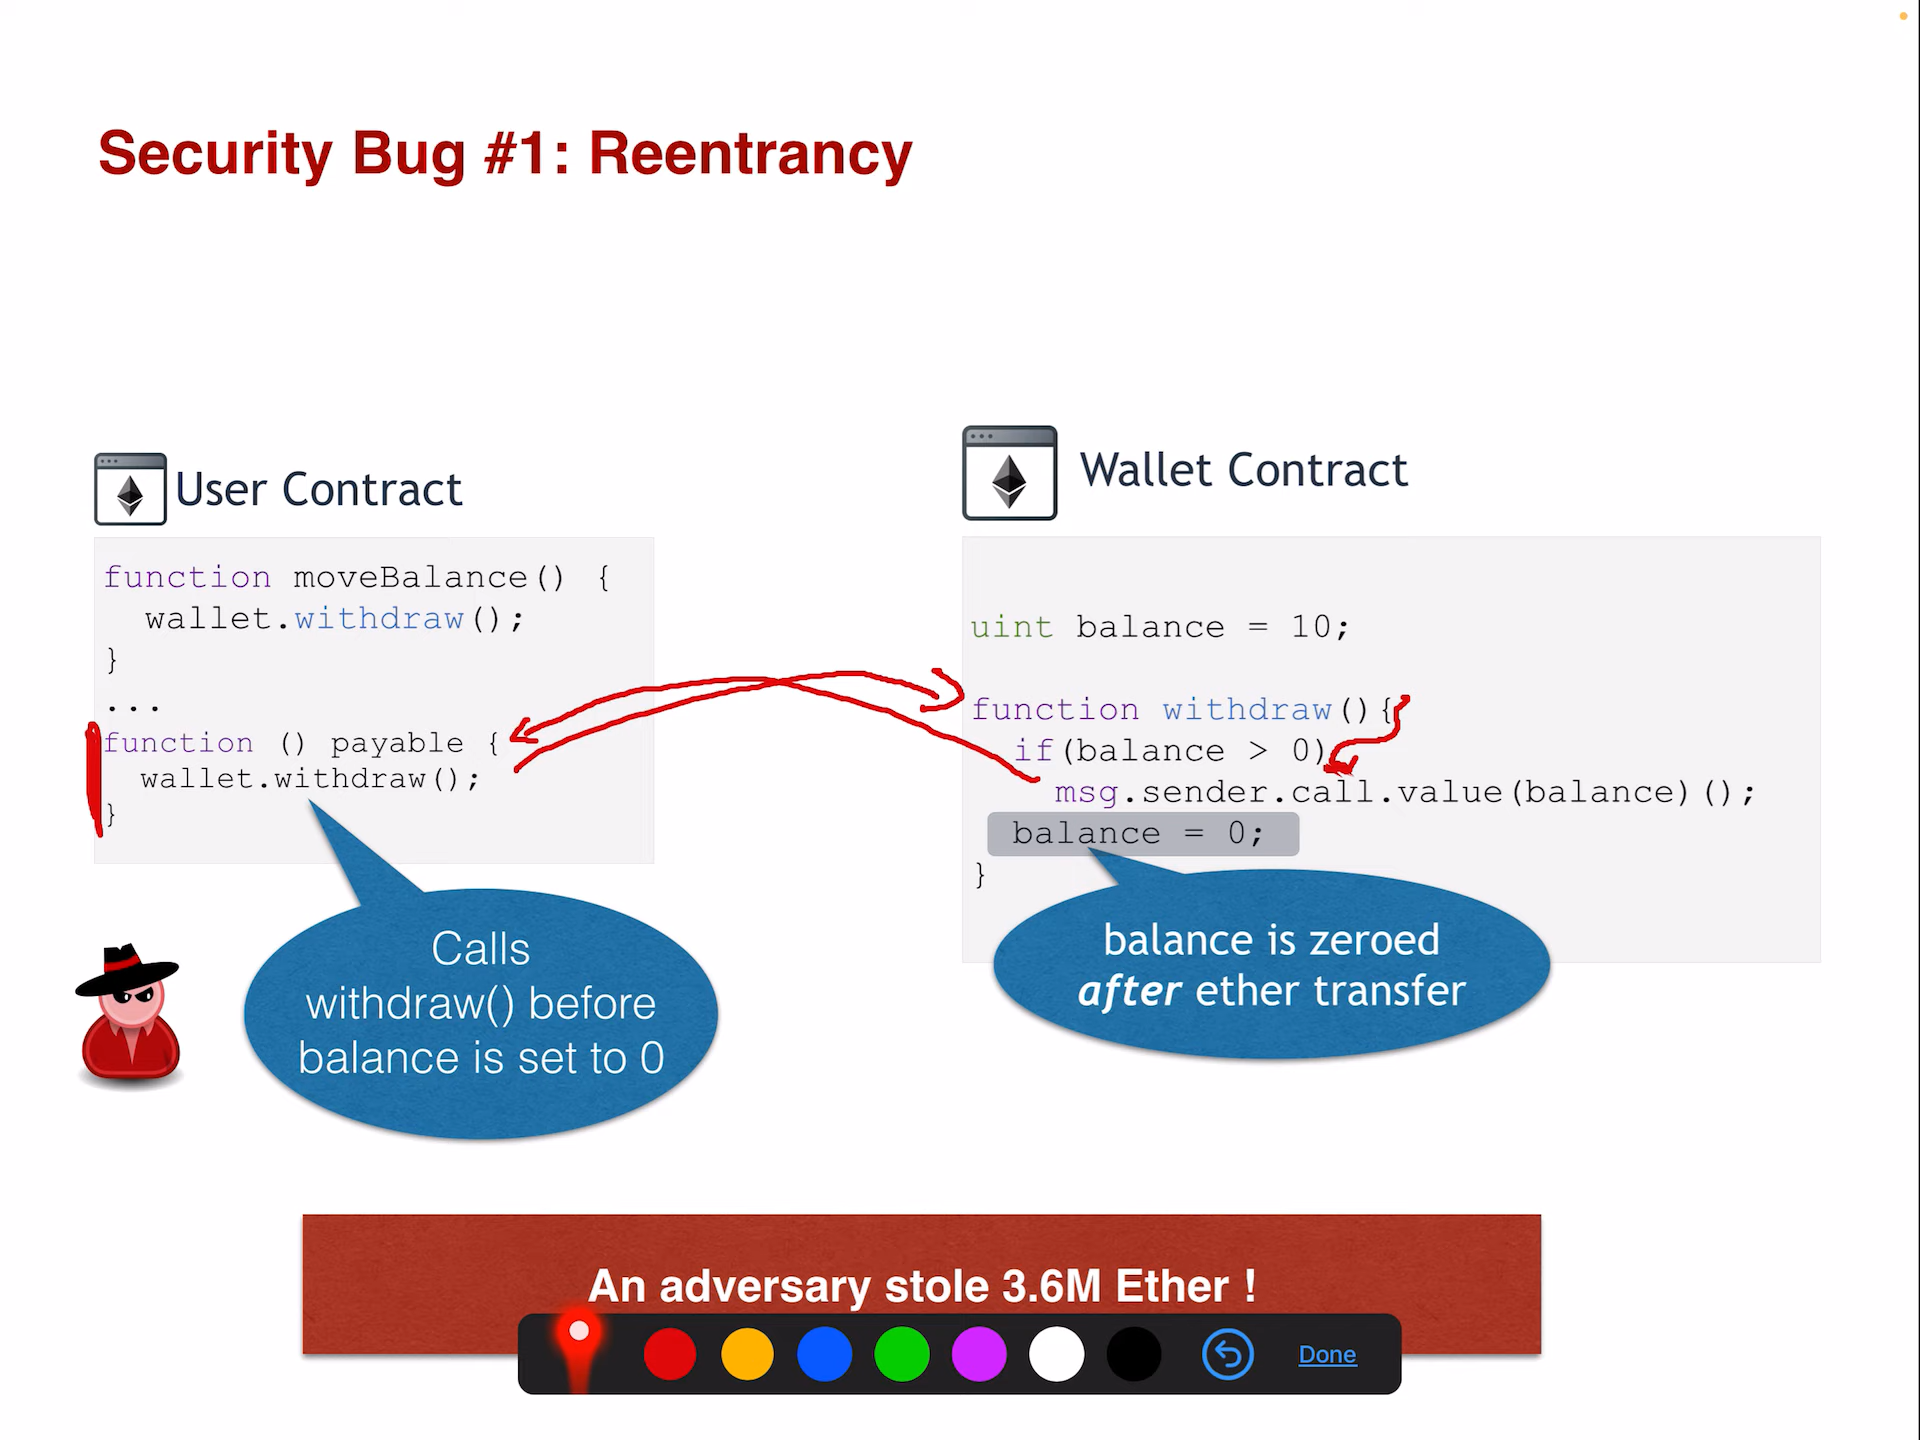 Security Bug #1: Reentrancy
User Contract
function moveBalance() {
wallet.withdraw();
}
...
function () payable {
wallet.withdraw();
}
Calls
withdraw() before
balance is set to 0
Wallet Contract
uint balance = 10;
function withdraw(){
if(balance > 0)
msg.sender.call.value(balance)();
balance = 0;
}
balance is zeroed
after ether transfer
An adversary stole 3.6M Ether !
Done